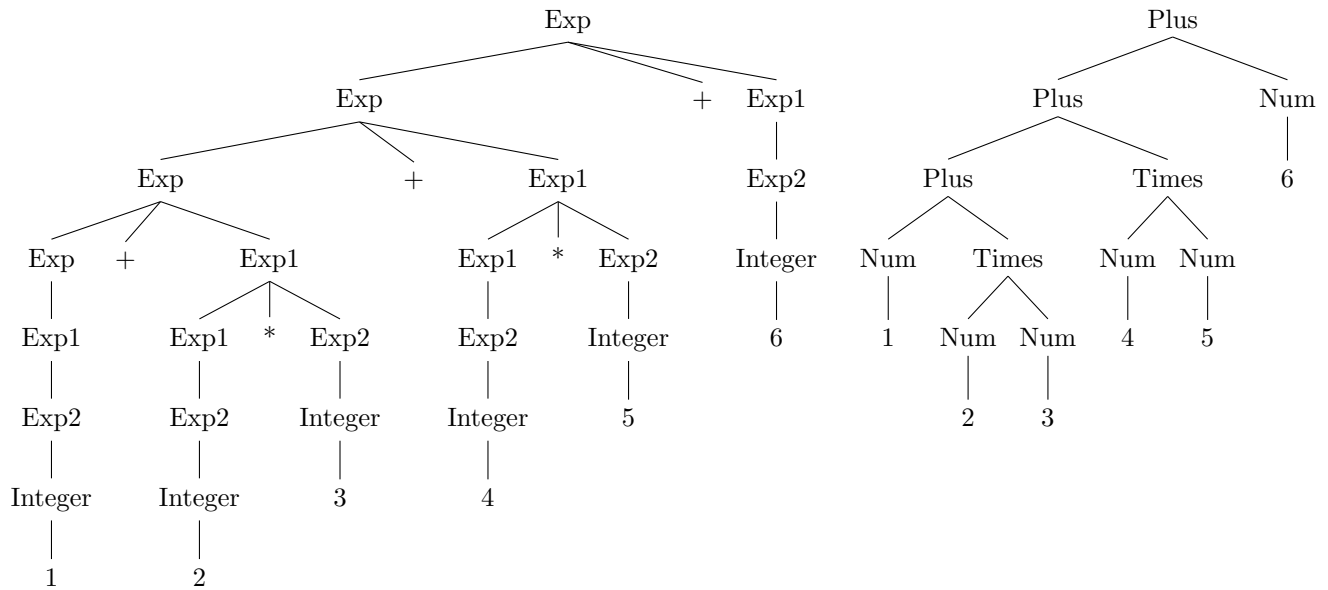 Exp Plus
Exp + Exp1 Plus Num
Exp + Exp1 Exp2 Plus Times 6
Exp + Exp1 Exp1 * Exp2 Integer Num Times Num Num
Exp1 Exp1 * Exp2 Exp2 Integer 6 1 Num Num 4 5
Exp2 Exp2 Integer Integer 5 2 3
Integer Integer 3 4
1 2